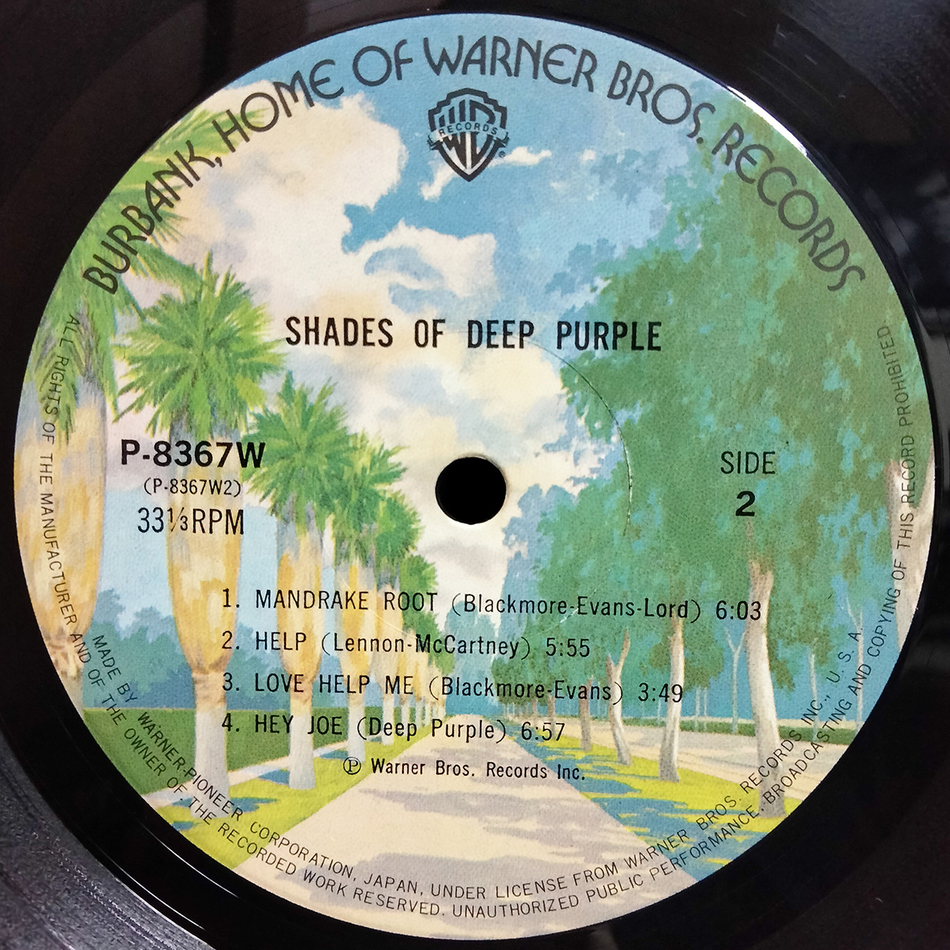 BURBANK, HOME OF WARNER BROS. RECORDS
W
RECORDS
®
SHADES OF DEEP PURPLE
P-8367W
(P-8367W2)
33⅓RPM
SIDE
2
1. MANDRAKE ROOT (Blackmore-Evans-Lord) 6:03
2. HELP (Lennon-McCartney) 5:55
3. LOVE HELP ME (Blackmore-Evans) 3:49
4. HEY JOE (Deep Purple) 6:57
Ⓟ Warner Bros. Records Inc.
MADE BY WARNER-PIONEER CORPORATION, JAPAN, UNDER LICENSE FROM WARNER BROS. RECORDS INC., U. S. A.
ALL RIGHTS OF THE MANUFACTURER AND OF THE OWNER OF THE RECORDED WORK RESERVED. UNAUTHORIZED PUBLIC PERFORMANCE, BROADCASTING AND COPYING OF THIS RECORD PROHIBITED